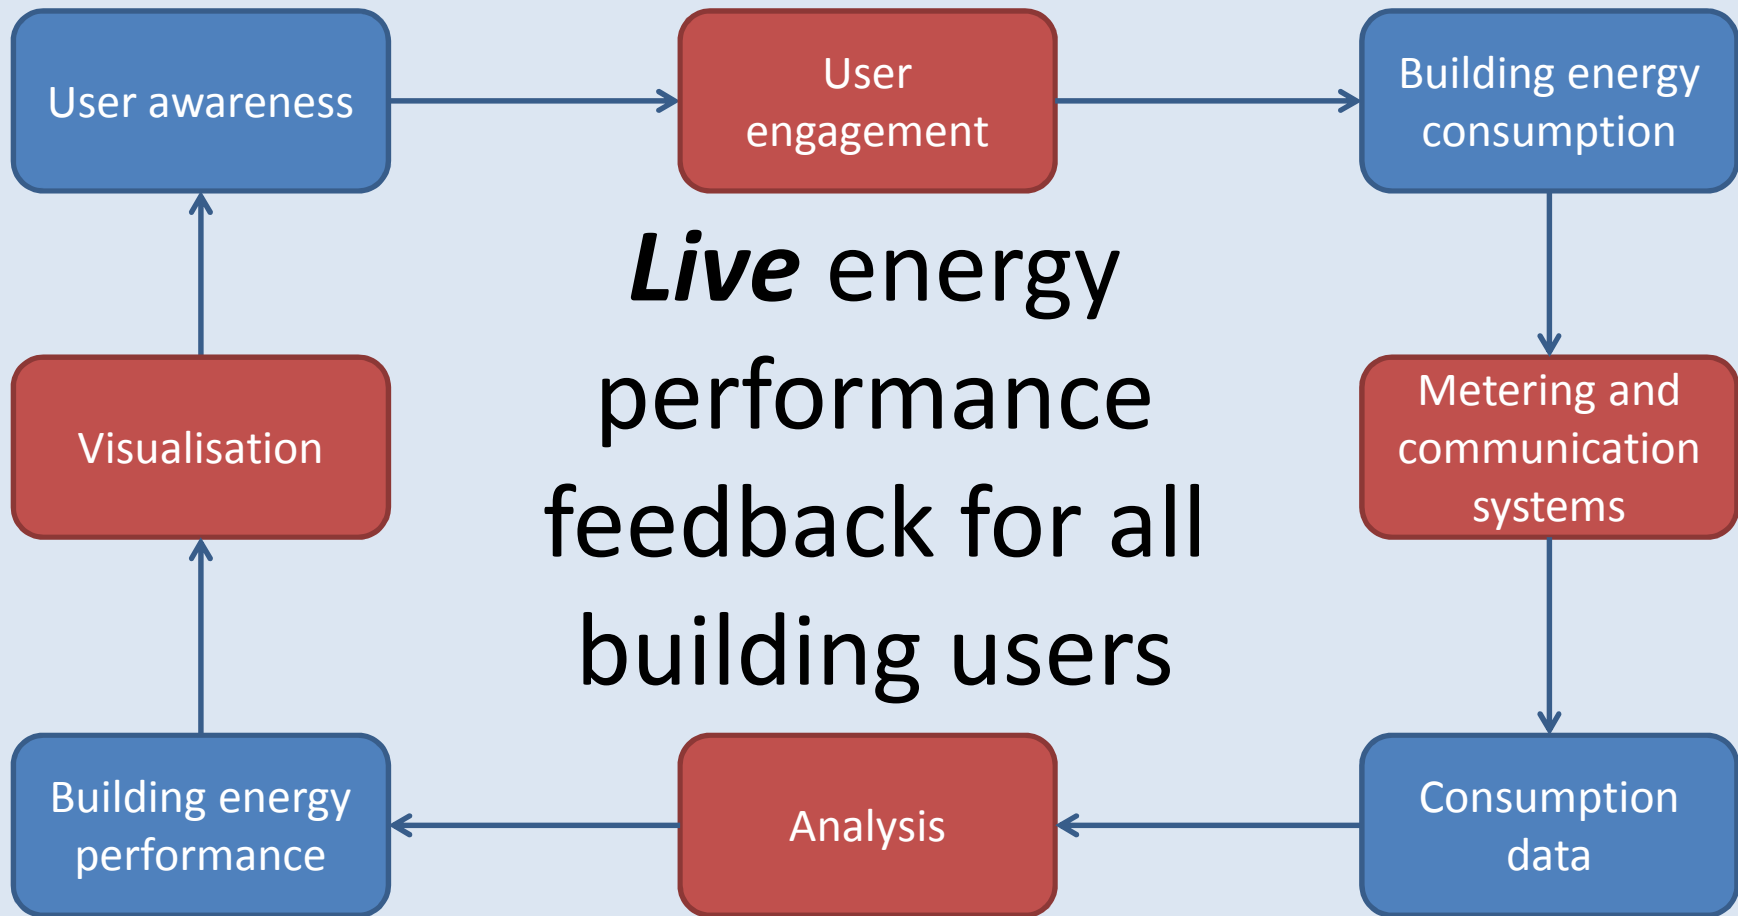 User awareness
User
engagement
Building energy
consumption
Live energy
performance
feedback for all
building users
Visualisation
Metering and
communication
systems
Building energy
performance
Analysis
Consumption
data